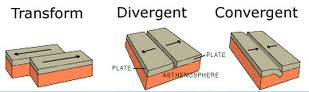 Transform Divergent Convergent
PLATE PLATE
ASTHENOSPHERE